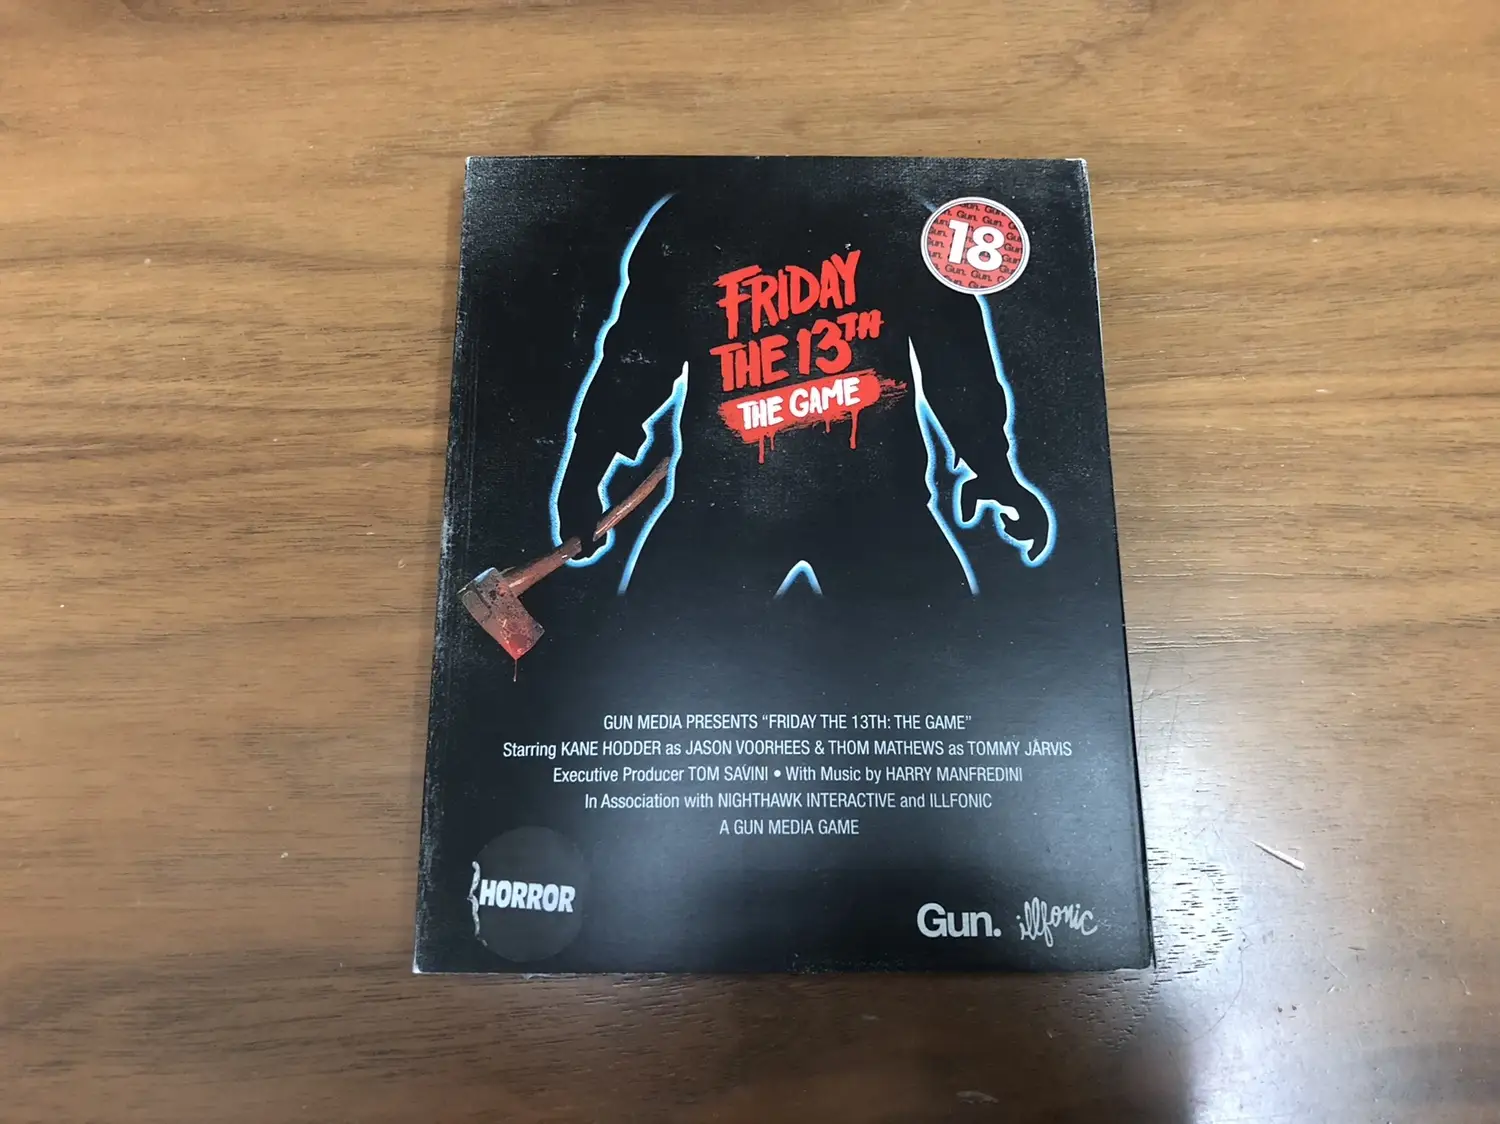 18
FRIDAY
THE 13TH
THE GAME
GUN MEDIA PRESENTS “FRIDAY THE 13TH: THE GAME”
Starring KANE HODDER as JASON VOORHEES & THOM MATHEWS as TOMMY JARVIS
Executive Producer TOM SAVINI • With Music by HARRY MANFREDINI
In Association with NIGHTHAWK INTERACTIVE and ILLFONIC
A GUN MEDIA GAME
HORROR
Gun. illfonic